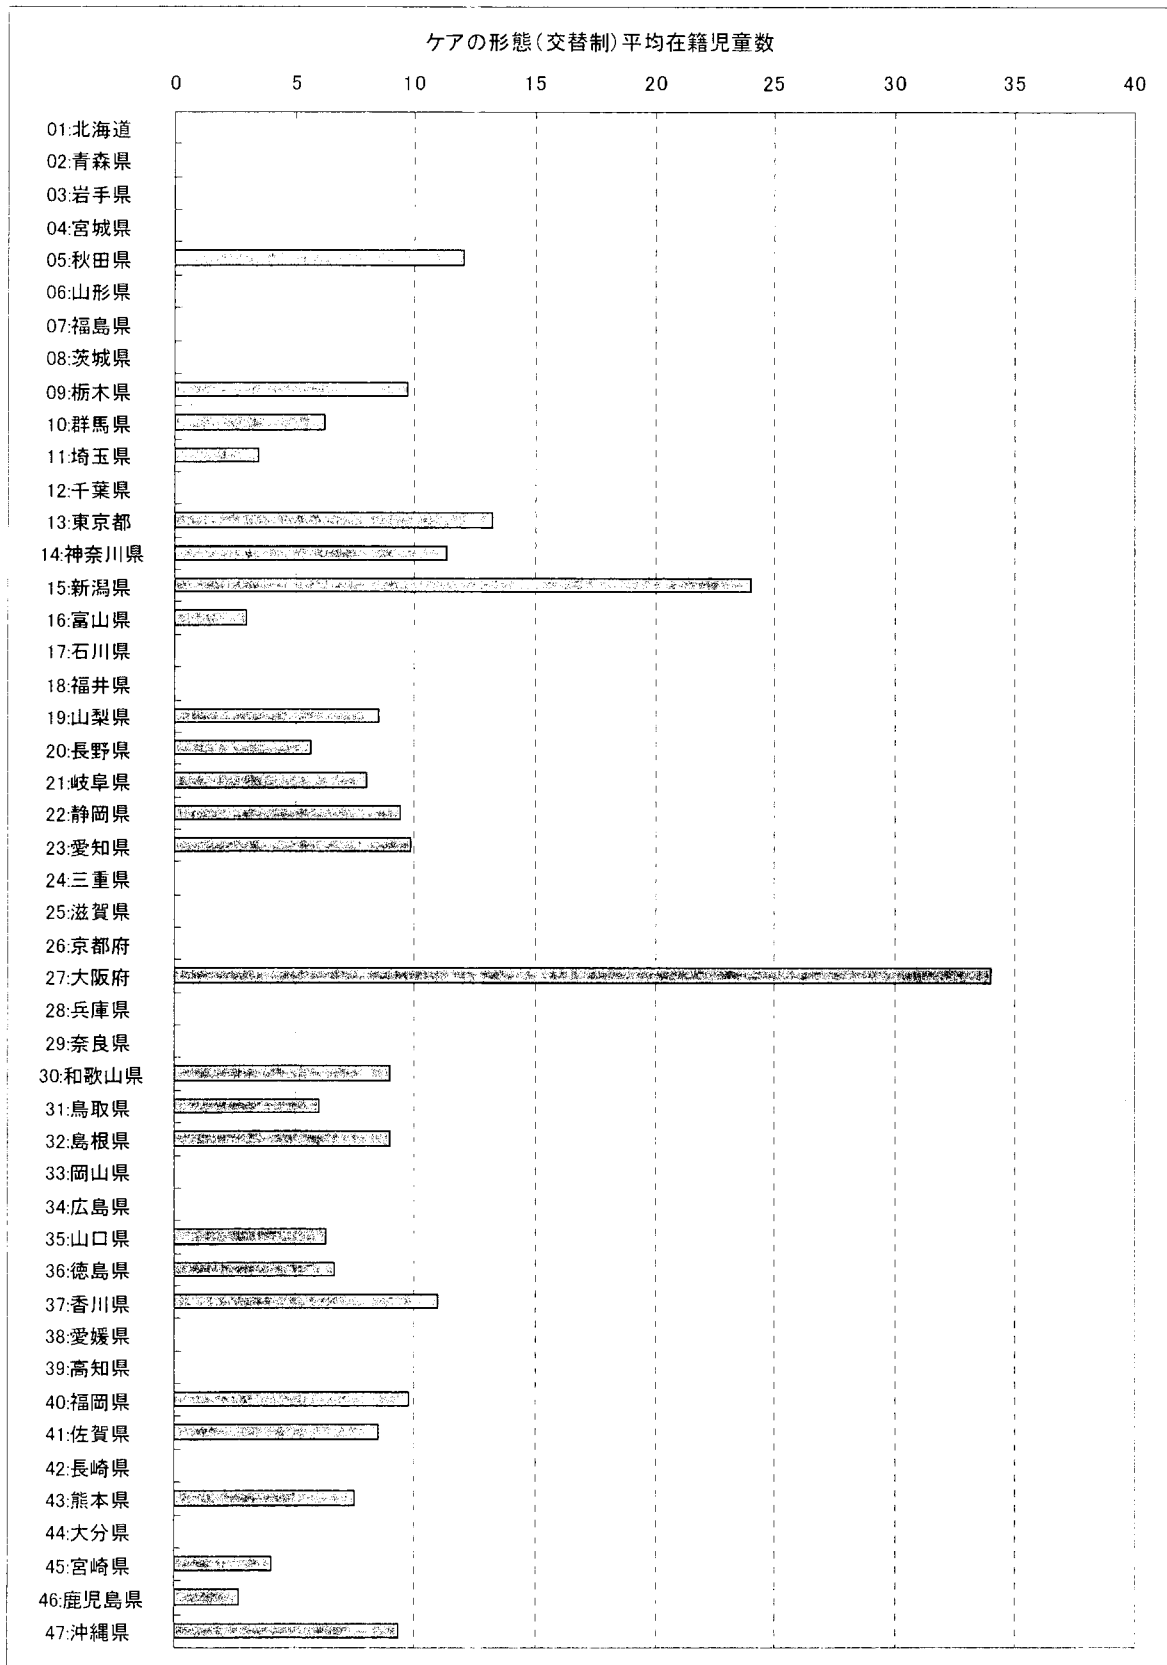 ケアの形態(交替制)平均在籍児童数
0 5 10 15 20 25 30 35 40
01:北海道
02:青森県
03:岩手県
04:宮城県
05:秋田県
06:山形県
07:福島県
08:茨城県
09:栃木県
10:群馬県
11:埼玉県
12:千葉県
13:東京都
14:神奈川県
15:新潟県
16:富山県
17:石川県
18:福井県
19:山梨県
20:長野県
21:岐阜県
22:静岡県
23:愛知県
24:三重県
25:滋賀県
26:京都府
27:大阪府
28:兵庫県
29:奈良県
30:和歌山県
31:鳥取県
32:島根県
33:岡山県
34:広島県
35:山口県
36:徳島県
37:香川県
38:愛媛県
39:高知県
40:福岡県
41:佐賀県
42:長崎県
43:熊本県
44:大分県
45:宮崎県
46:鹿児島県
47:沖縄県